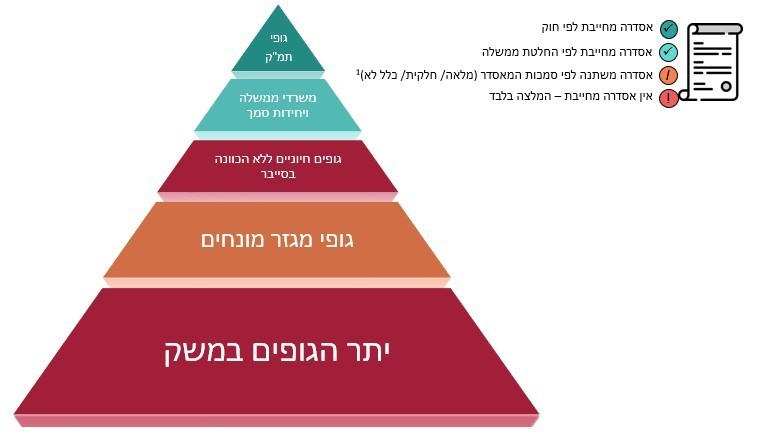 אסדרה מחייבת לפי חוק
אסדרה מחייבת לפי החלטת ממשלה
אסדרה משתנה לפי סמכות המאסדר (מלאה/ חלקית/ כלל לא)¹
אין אסדרה מחייבת – המלצה בלבד
גופי
תמ"ק
משרדי ממשלה
ויחידות סמך
גופים חיוניים ללא הכוונה
בסייבר
גופי מגזר מונחים
יתר הגופים במשק